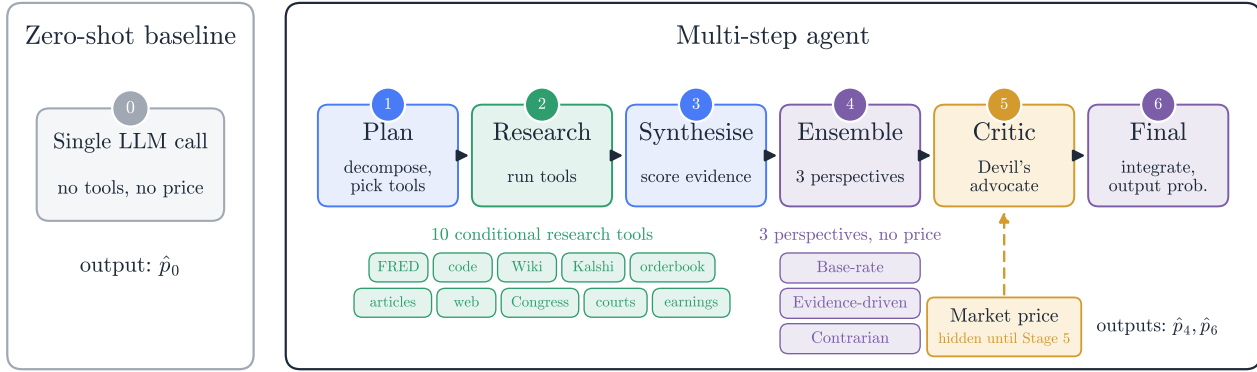 Zero-shot baseline
0
Single LLM call
no tools, no price
output: p̂₀
Multi-step agent
1
Plan
decompose,
pick tools
2
Research
run tools
3
Synthesise
score evidence
4
Ensemble
3 perspectives
5
Critic
Devil's
advocate
6
Final
integrate,
output prob.
10 conditional research tools
FRED
code
Wiki
Kalshi
orderbook
articles
web
Congress
courts
earnings
3 perspectives, no price
Base-rate
Evidence-driven
Contrarian
Market price
hidden until Stage 5
outputs: p̂₄, p̂₆